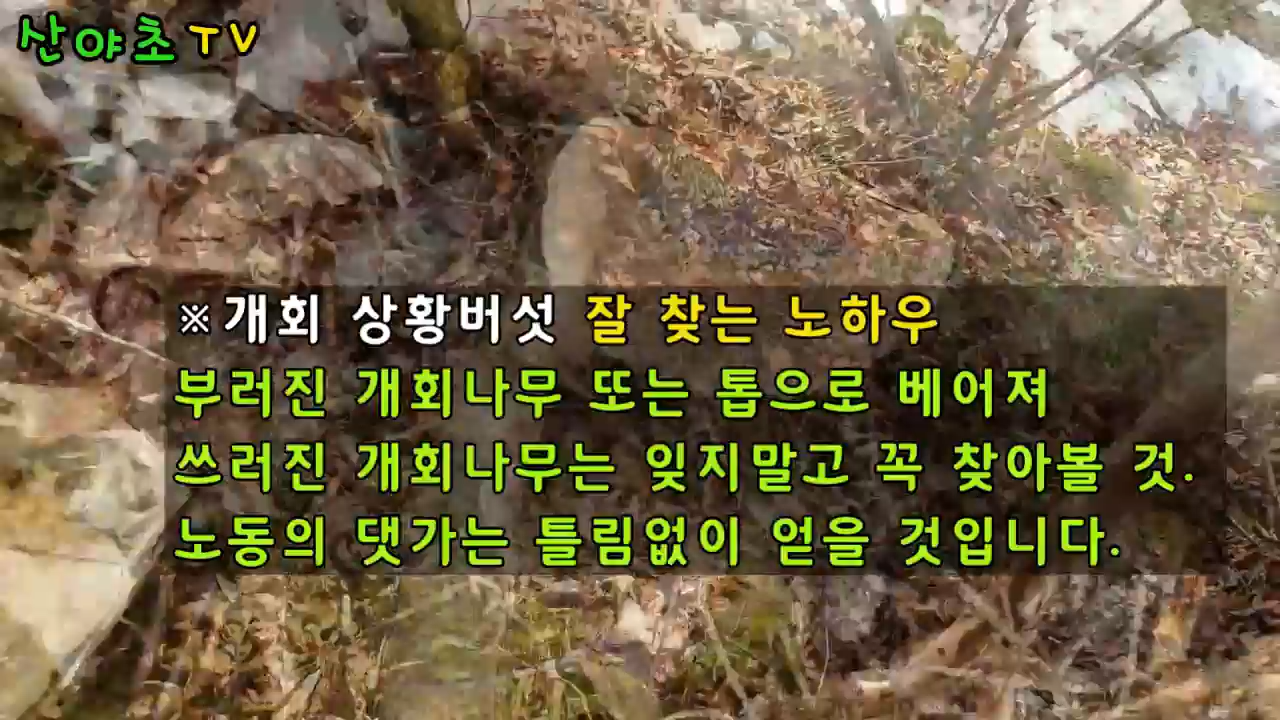 산야초TV
※개회 상황버섯 잘 찾는 노하우
부러진 개회나무 또는 톱으로 베어져
쓰러진 개회나무는 잊지말고 꼭 찾아볼 것.
노동의 댓가는 틀림없이 얻을 것입니다.